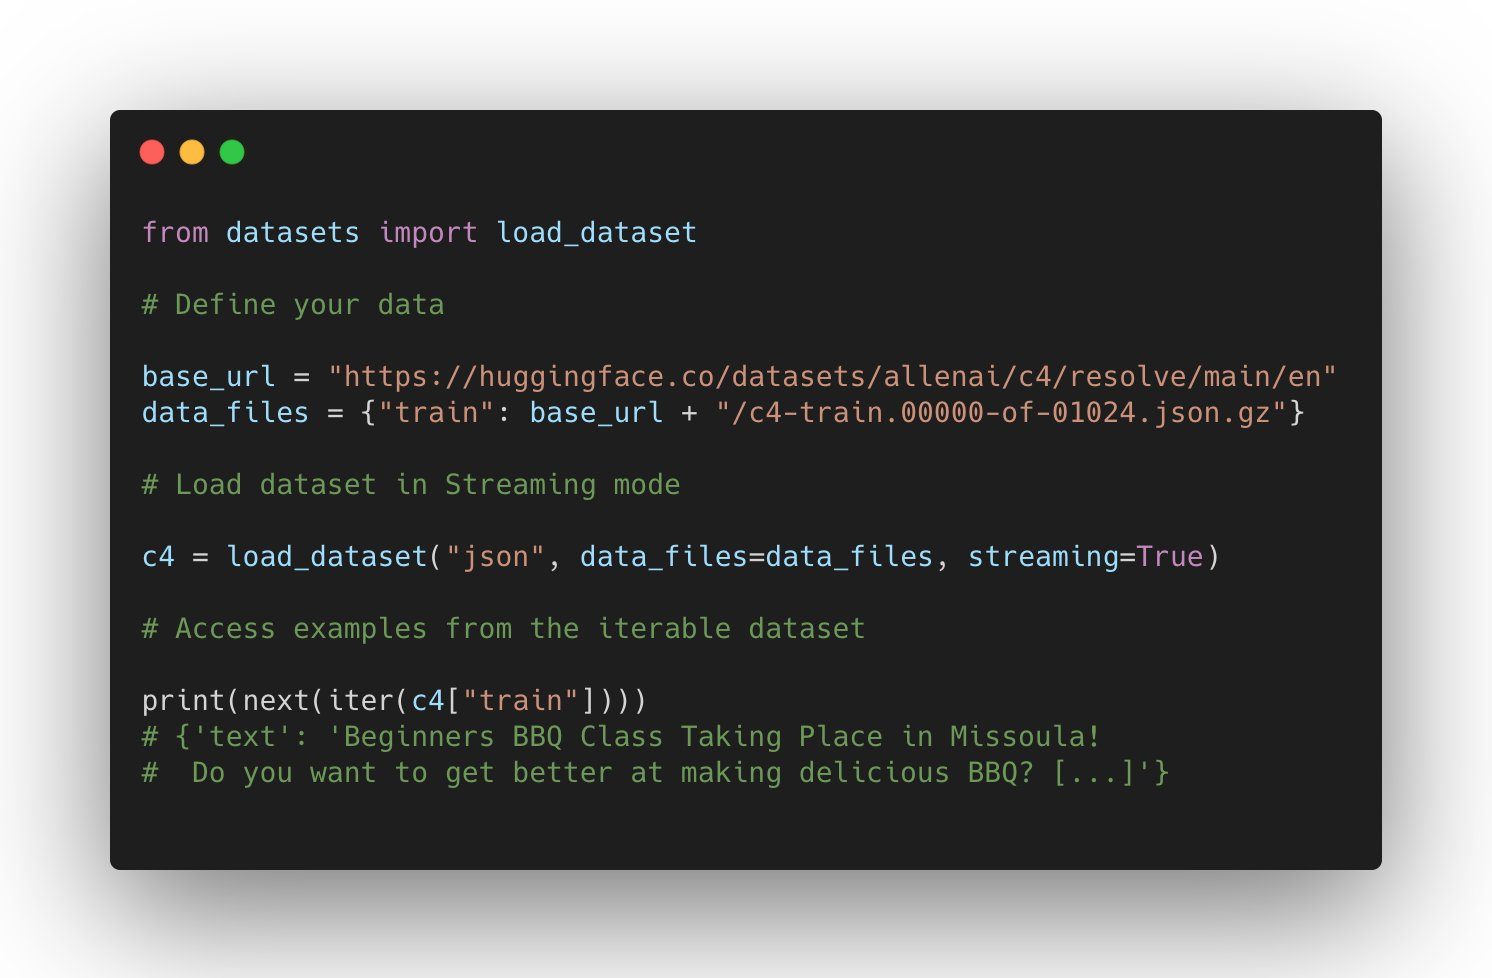 from datasets import load_dataset
# Define your data
base_url = "https://huggingface.co/datasets/allenai/c4/resolve/main/en"
data_files = {"train": base_url + "/c4-train.00000-of-01024.json.gz"}
# Load dataset in Streaming mode
c4 = load_dataset("json", data_files=data_files, streaming=True)
# Access examples from the iterable dataset
print(next(iter(c4["train"])))
# {'text': 'Beginners BBQ Class Taking Place in Missoula!
#  Do you want to get better at making delicious BBQ? [...]'}